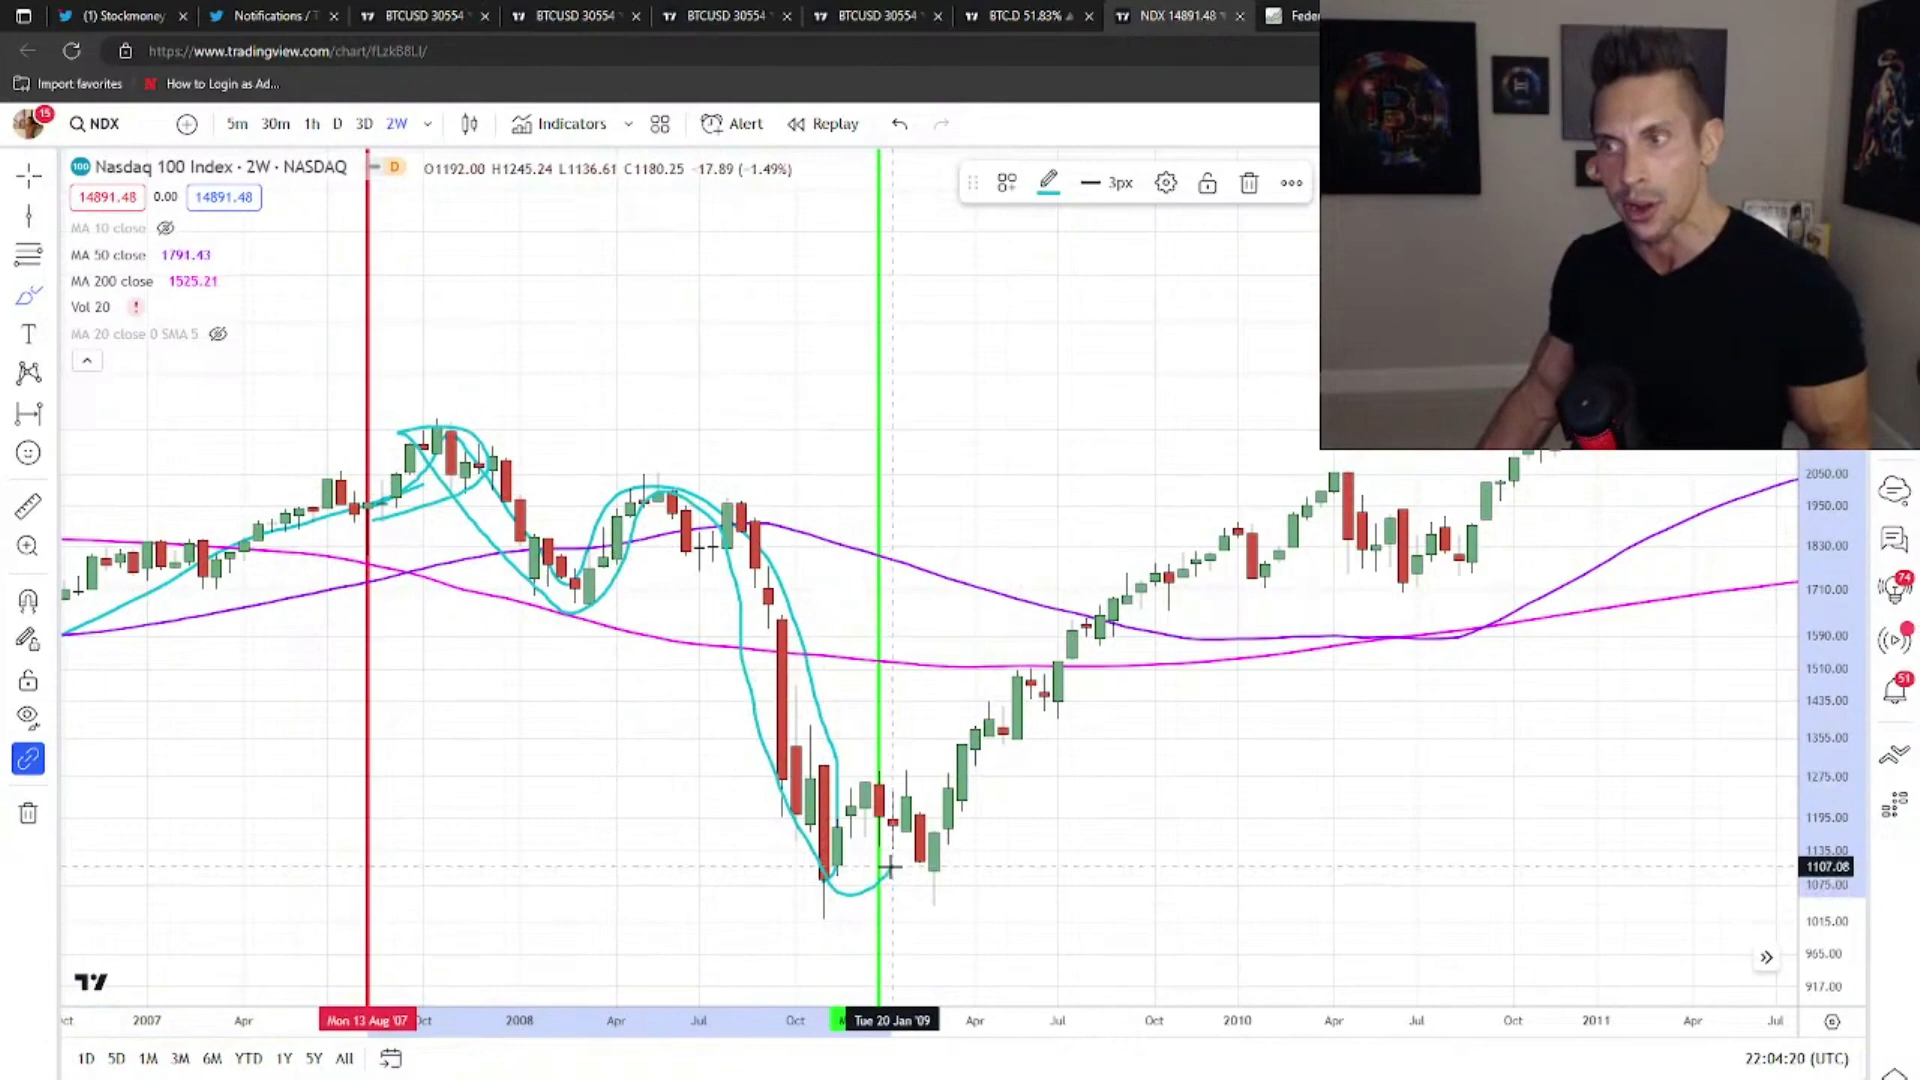 (1) Stockmoney
Notifications / T
BTCUSD 30554
BTCUSD 30554
BTCUSD 30554
BTCUSD 30554
BTC.D 51.83%
NDX 14891.48
Feder
https://www.tradingview.com/chart/fLzkB8LI/
Import favorites
How to Login as Ad...
15
NDX
5m 30m 1h D 3D 2W
Indicators
Alert
Replay
100 Nasdaq 100 Index · 2W · NASDAQ
D
O1192.00 H1245.24 L1136.61 C1180.25 -17.89 (-1.49%)
3px
14891.48 0.00 14891.48
MA 10 close
MA 50 close 1791.43
MA 200 close 1525.21
Vol 20 !
MA 20 close 0 SMA 5
2050.00
1950.00
1830.00
1710.00
1590.00
1510.00
1435.00
1355.00
1275.00
1195.00
1135.00
1107.08
1075.00
1015.00
965.00
917.00
74
51
2007 Apr Mon 13 Aug '07 Oct 2008 Apr Jul Oct Tue 20 Jan '09 Apr Jul Oct 2010 Apr Jul Oct 2011 Apr Jul
1D 5D 1M 3M 6M YTD 1Y 5Y All
22:04:20 (UTC)